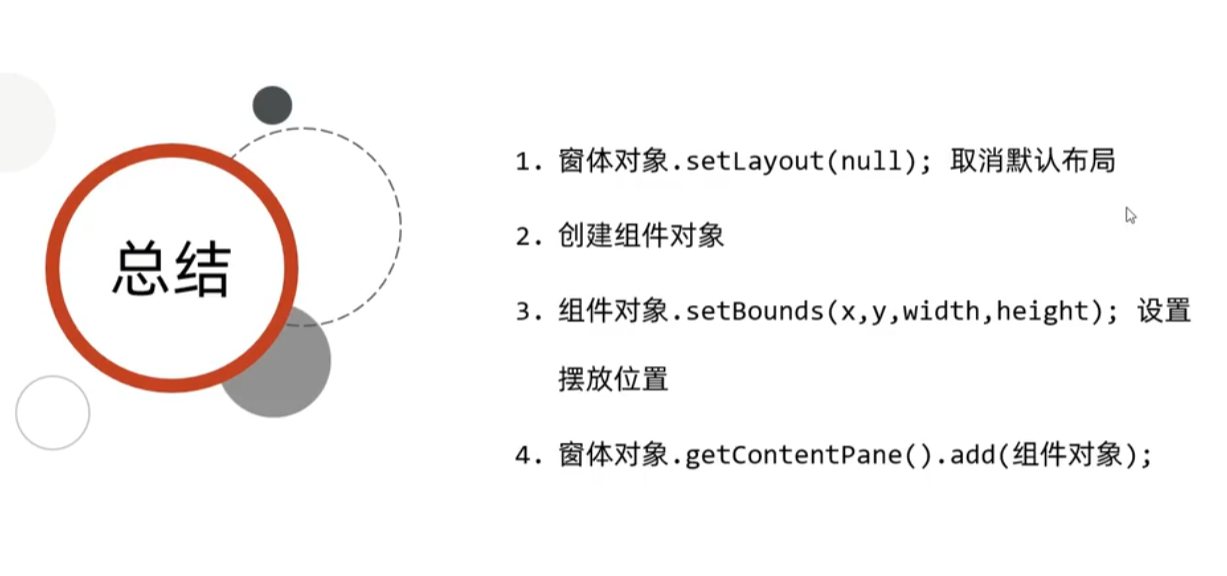 总结
1. 窗体对象.setLayout(null); 取消默认布局
2. 创建组件对象
3. 组件对象.setBounds(x,y,width,height); 设置
摆放位置
4. 窗体对象.getContentPane().add(组件对象);